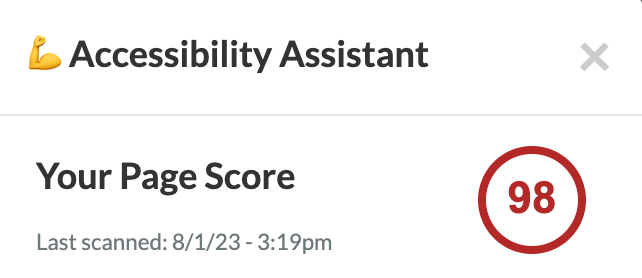 💪 Accessibility Assistant
Your Page Score
98
Last scanned: 8/1/23 - 3:19pm